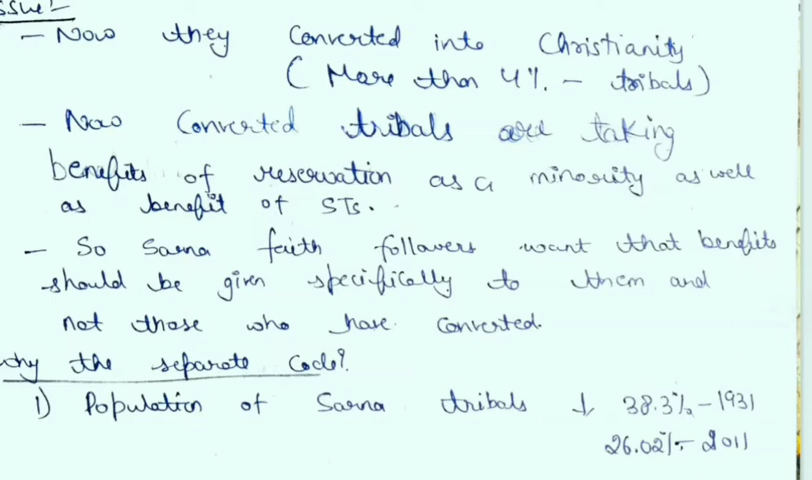 Issue:-
- Now they converted into Christianity
( More than 4% - tribals)
- Now converted tribals are taking
benefits of reservation as a minority as well
as benefit of STs.
- So Sarna faith followers want that benefits
should be given specifically to them and
not those who have converted.
why the separate code?
1) Population of Sarna tribals ↓ 38.3% - 1931
26.02% - 2011